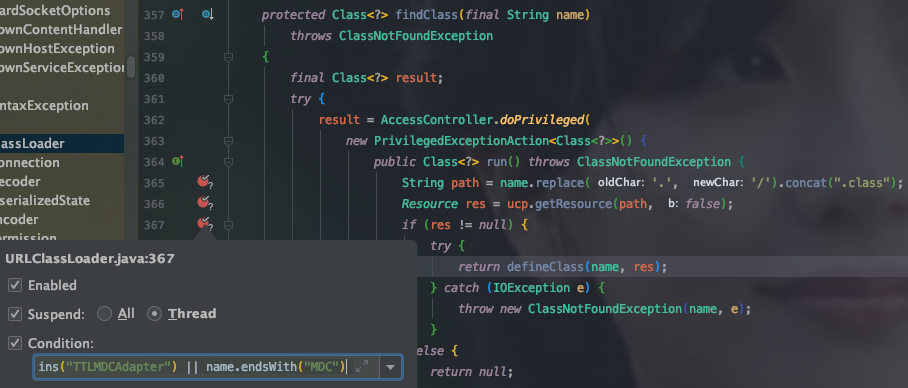 ardSocketOptions
ownContentHandler
ownHostException
ownServiceException
ntaxException
lassLoader
onnection
ecoder
serializedState
ncoder
357 protected Class<?> findClass(final String name)
358 throws ClassNotFoundException
359 {
360 final Class<?> result;
361 try {
362 result = AccessController.doPrivileged(
363 new PrivilegedExceptionAction<Class<?>>() {
364 public Class<?> run() throws ClassNotFoundException {
365 String path = name.replace( oldChar: '.', newChar: '/').concat(".class");
366 Resource res = ucp.getResource(path, b: false);
367 if (res != null) {
try {
return defineClass(name, res);
} catch (IOException e) {
throw new ClassNotFoundException(name, e);
}
else {
return null;
URLClassLoader.java:367
Enabled
Suspend: All Thread
Condition:
ins("TTLMDCAdapter") || name.endsWith("MDC")